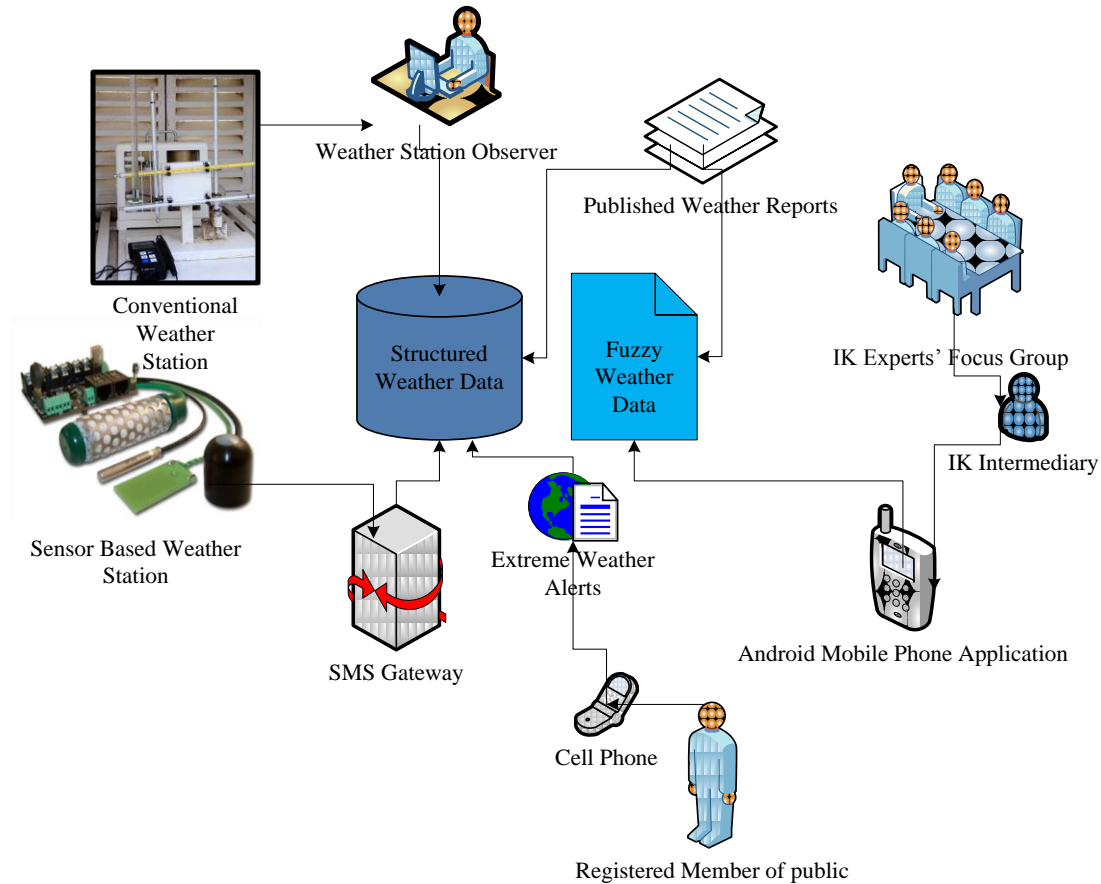 Weather Station Observer
Published Weather Reports
Conventional
Weather
Station
Structured
Weather Data
Fuzzy
Weather
Data
IK Experts’ Focus Group
IK Intermediary
Sensor Based Weather
Station
Extreme Weather
Alerts
SMS Gateway
Android Mobile Phone Application
Cell Phone
Registered Member of public